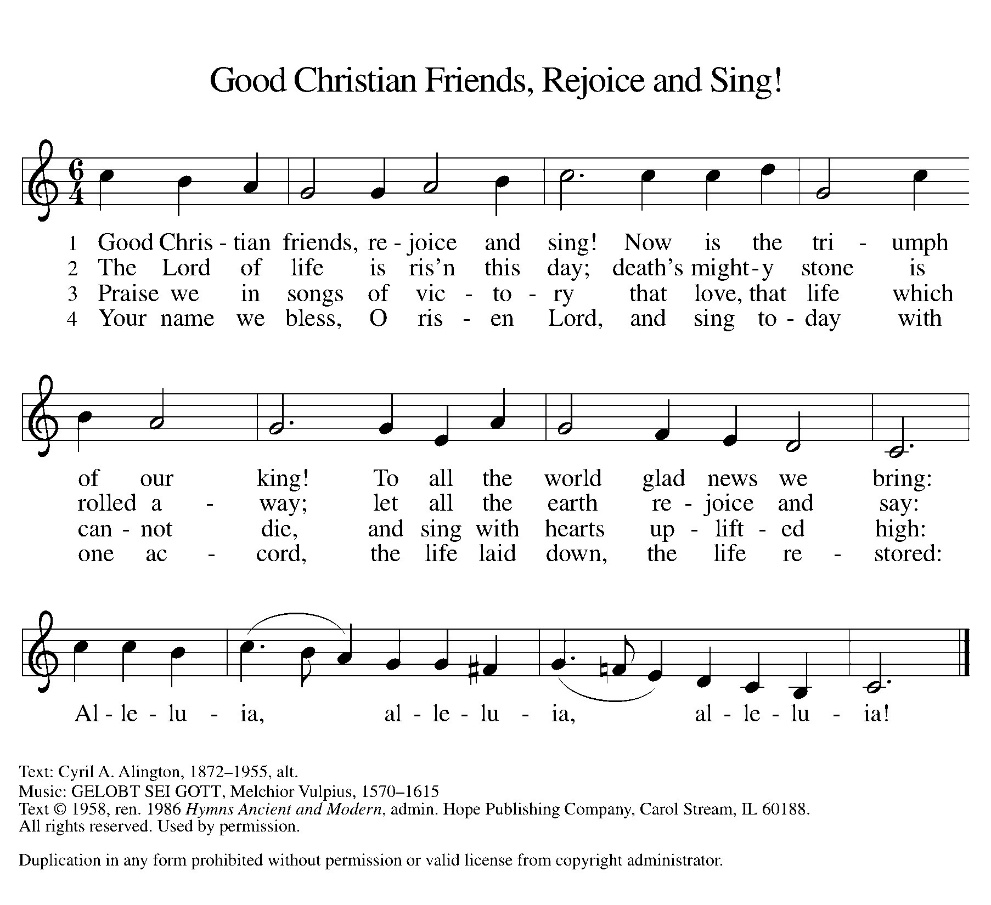 Good Christian Friends, Rejoice and Sing!
6
4
1 Good Chris - tian friends, re - joice and sing! Now is the tri - umph
2 The Lord of life is ris'n this day; death's might - y stone is
3 Praise we in songs of vic - to - ry that love, that life which
4 Your name we bless, O ris - en Lord, and sing to - day with
of our king! To all the world glad news we bring:
rolled a - way; let all the earth re - joice and say:
can - not die, and sing with hearts up - lift - ed high:
one ac - cord, the life laid down, the life re - stored:
Al - le - lu - ia, al - le - lu - ia, al - le - lu - ia!
Text: Cyril A. Alington, 1872–1955, alt.
Music: GELOBT SEI GOTT, Melchior Vulpius, 1570–1615
Text © 1958, ren. 1986 Hymns Ancient and Modern, admin. Hope Publishing Company, Carol Stream, IL 60188.
All rights reserved. Used by permission.
Duplication in any form prohibited without permission or valid license from copyright administrator.